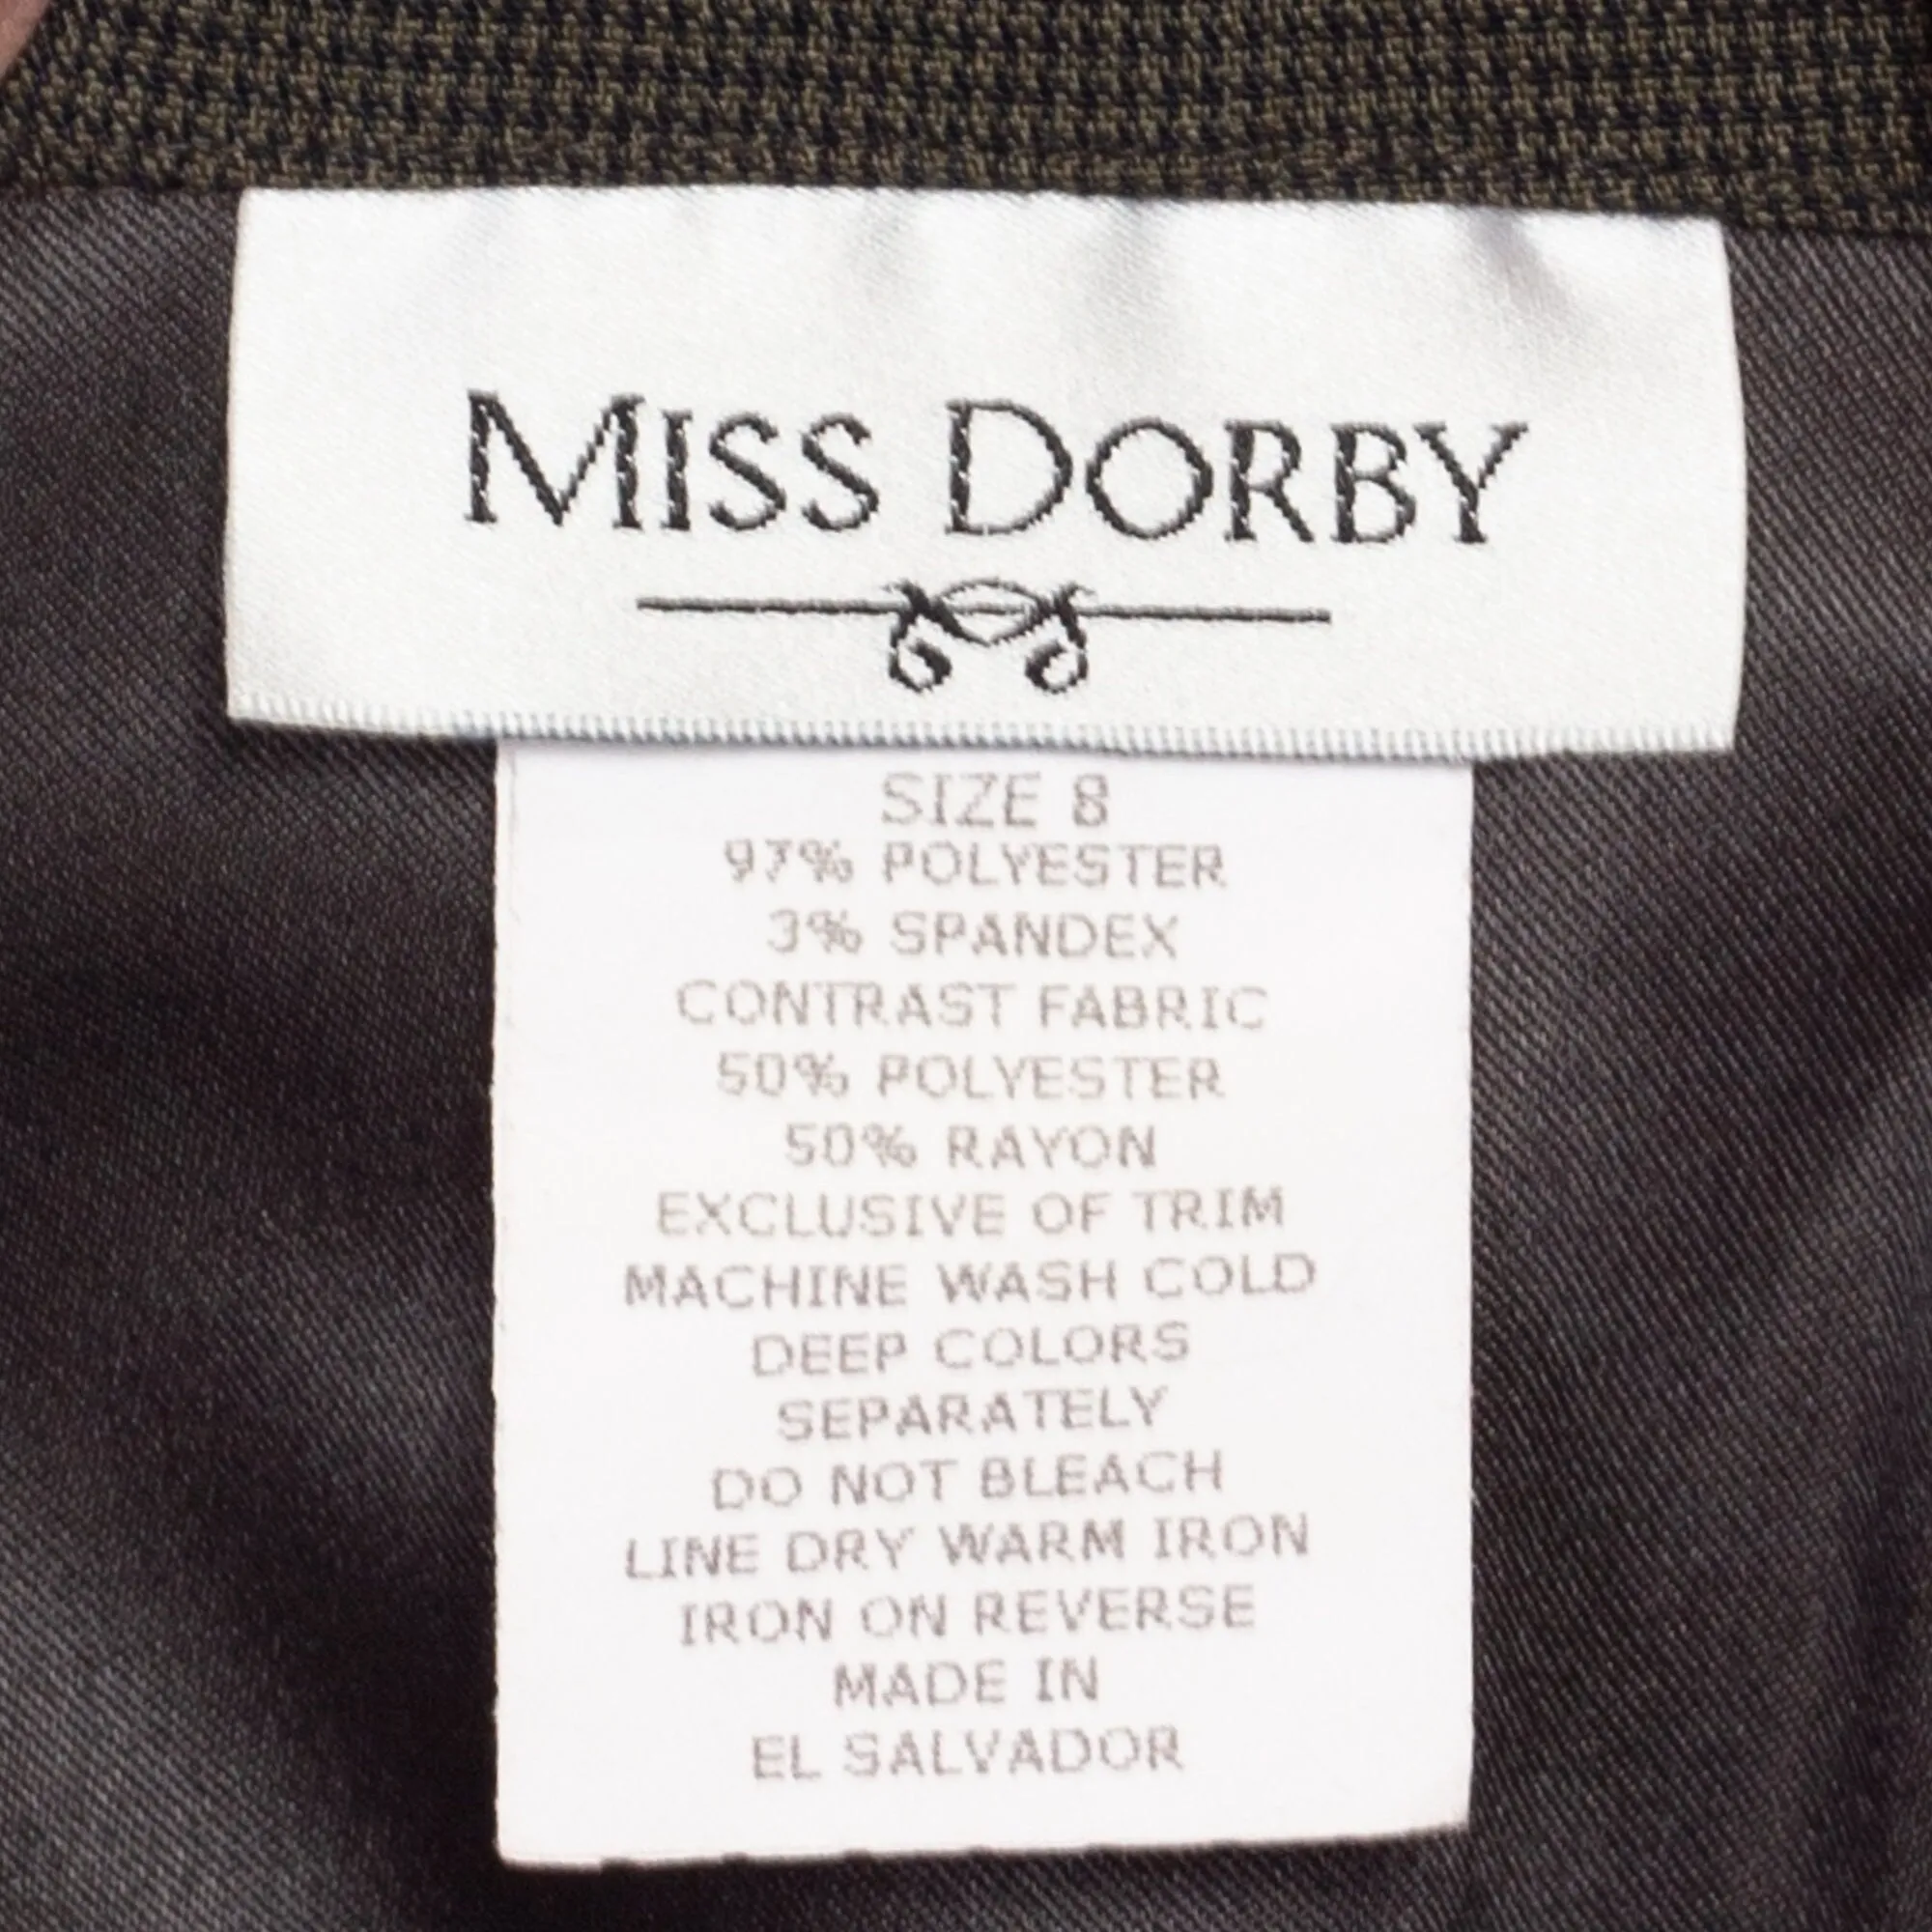 MISS DORBY
SIZE 8
97% POLYESTER
3% SPANDEX
CONTRAST FABRIC
50% POLYESTER
50% RAYON
EXCLUSIVE OF TRIM
MACHINE WASH COLD
DEEP COLORS
SEPARATELY
DO NOT BLEACH
LINE DRY WARM IRON
IRON ON REVERSE
MADE IN
EL SALVADOR